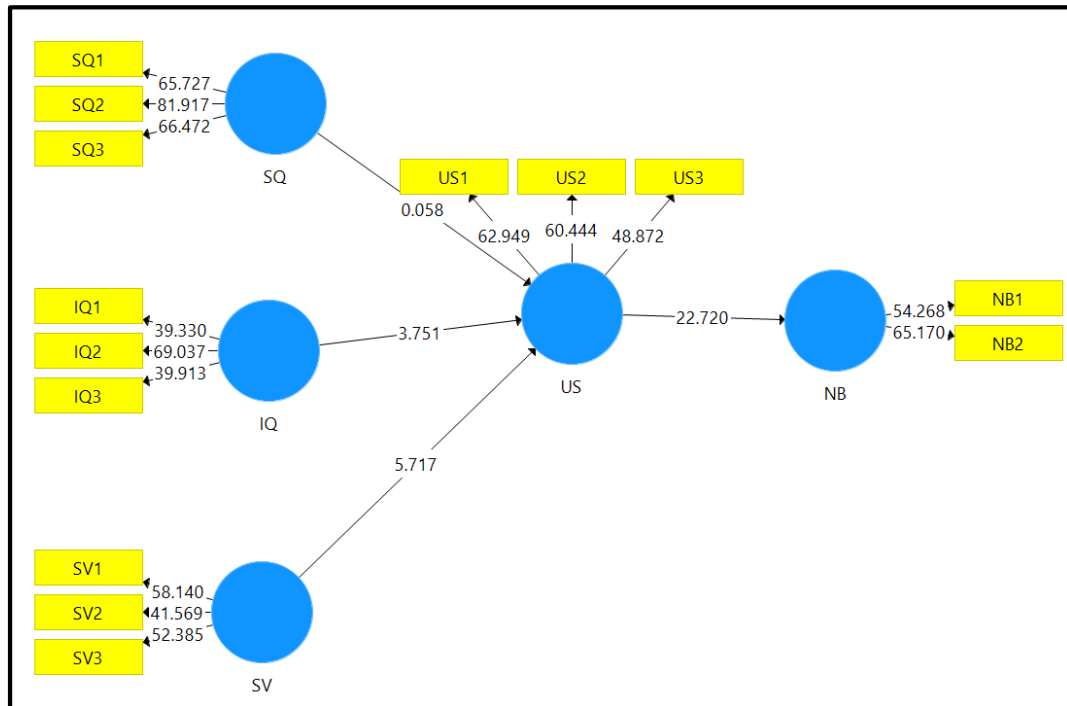 SQ1
65.727
SQ2
81.917
SQ3
66.472
SQ
US1
US2
US3
0.058
62.949
60.444
48.872
IQ1
39.330
IQ2
69.037
IQ3
39.913
IQ
3.751
US
22.720
NB
54.268
NB1
65.170
NB2
5.717
SV1
58.140
SV2
41.569
SV3
52.385
SV